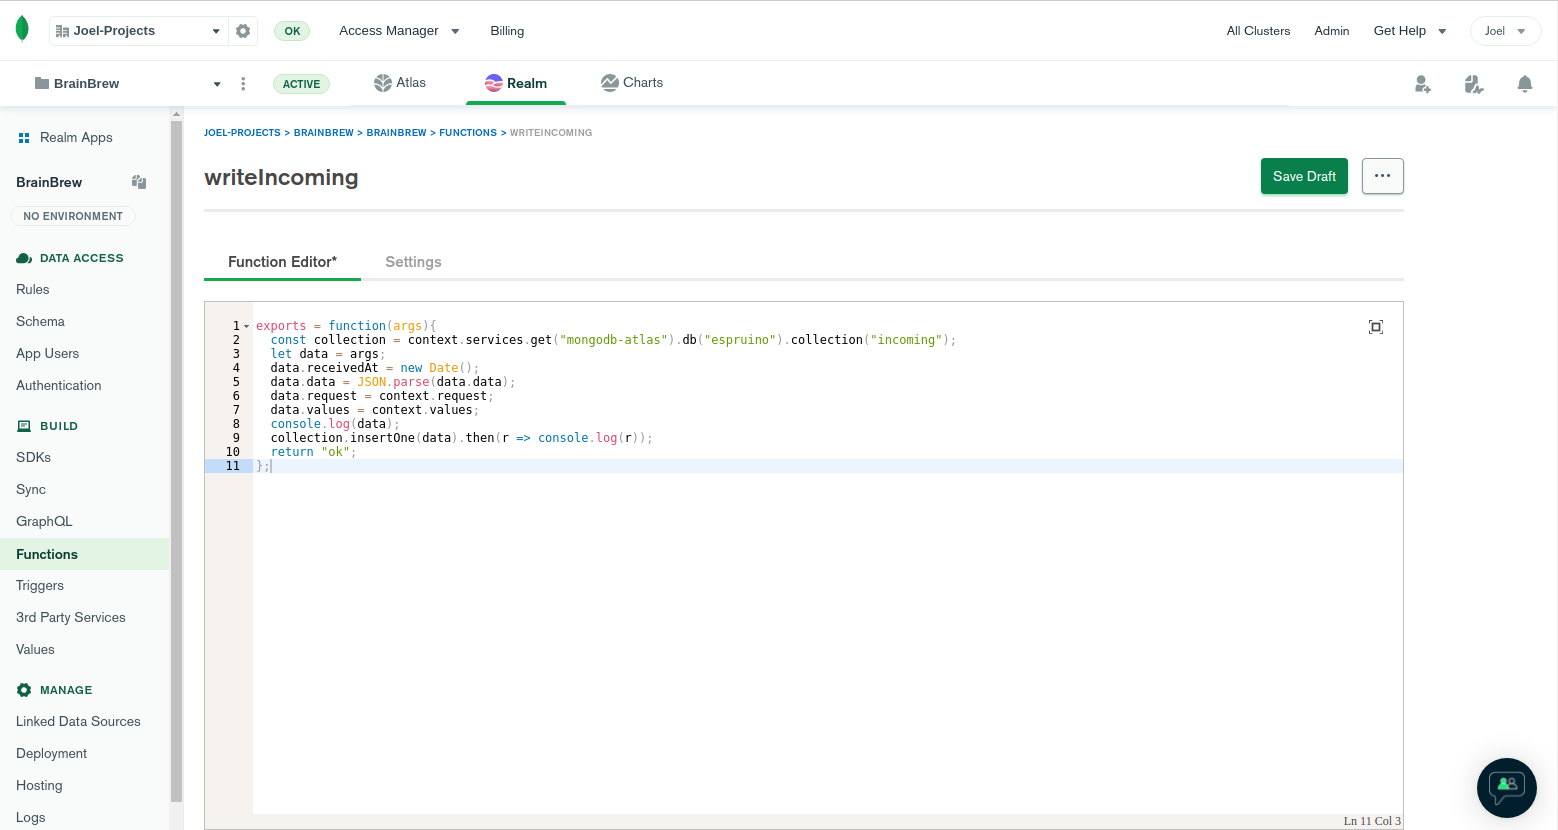 Joel-Projects
OK
Access Manager
Billing
All Clusters
Admin
Get Help
Joel
BrainBrew
ACTIVE
Atlas
Realm
Charts
Realm Apps
BrainBrew
NO ENVIRONMENT
DATA ACCESS
Rules
Schema
App Users
Authentication
BUILD
SDKs
Sync
GraphQL
Functions
Triggers
3rd Party Services
Values
MANAGE
Linked Data Sources
Deployment
Hosting
Logs
JOEL-PROJECTS > BRAINBREW > BRAINBREW > FUNCTIONS > WRITEINCOMING
writeIncoming
Save Draft
...
Function Editor*
Settings
1 exports = function(args){
2   const collection = context.services.get("mongodb-atlas").db("espruino").collection("incoming");
3   let data = args;
4   data.receivedAt = new Date();
5   data.data = JSON.parse(data.data);
6   data.request = context.request;
7   data.values = context.values;
8   console.log(data);
9   collection.insertOne(data).then(r => console.log(r));
10   return "ok";
11 };
Ln 11 Col 3